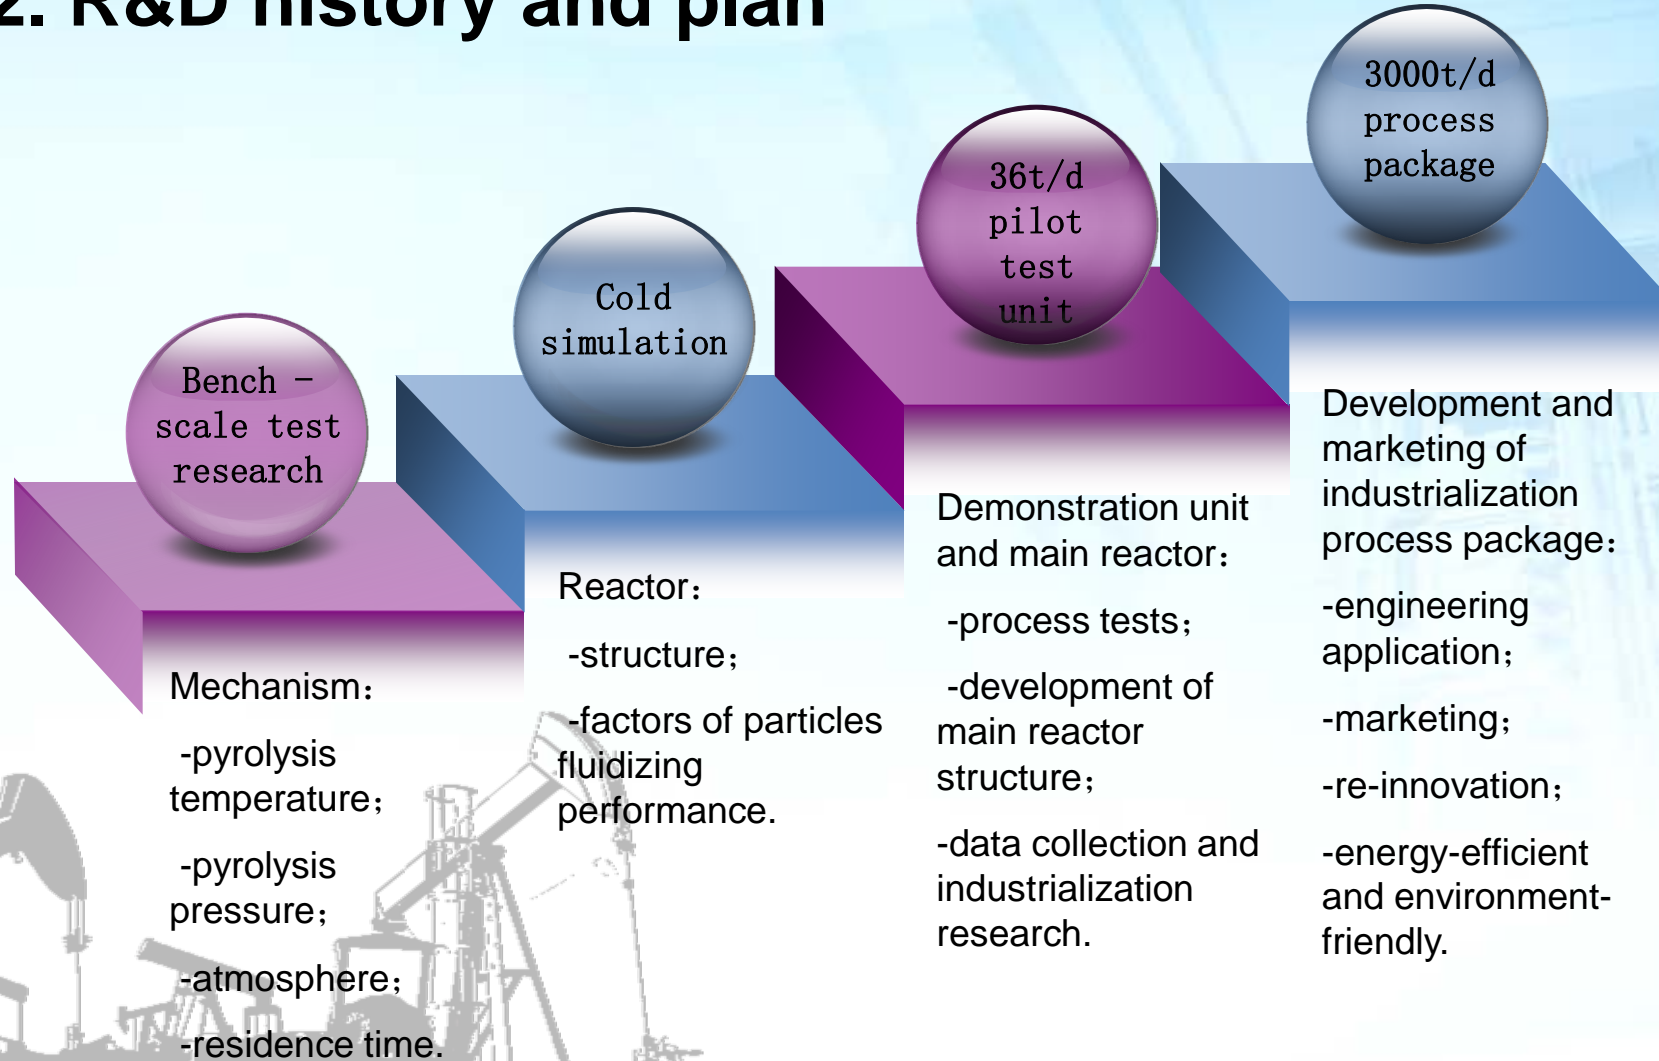 2. R&D history and plan
Bench -
scale test
research
Mechanism：
-pyrolysis
temperature；
-pyrolysis
pressure；
-atmosphere；
-residence time.
Cold
simulation
Reactor：
-structure；
-factors of particles
fluidizing
performance.
36t/d
pilot
test
unit
Demonstration unit
and main reactor：
-process tests；
-development of
main reactor
structure；
-data collection and
industrialization
research.
3000t/d
process
package
Development and
marketing of
industrialization
process package：
-engineering
application；
-marketing；
-re-innovation；
-energy-efficient
and environment-
friendly.